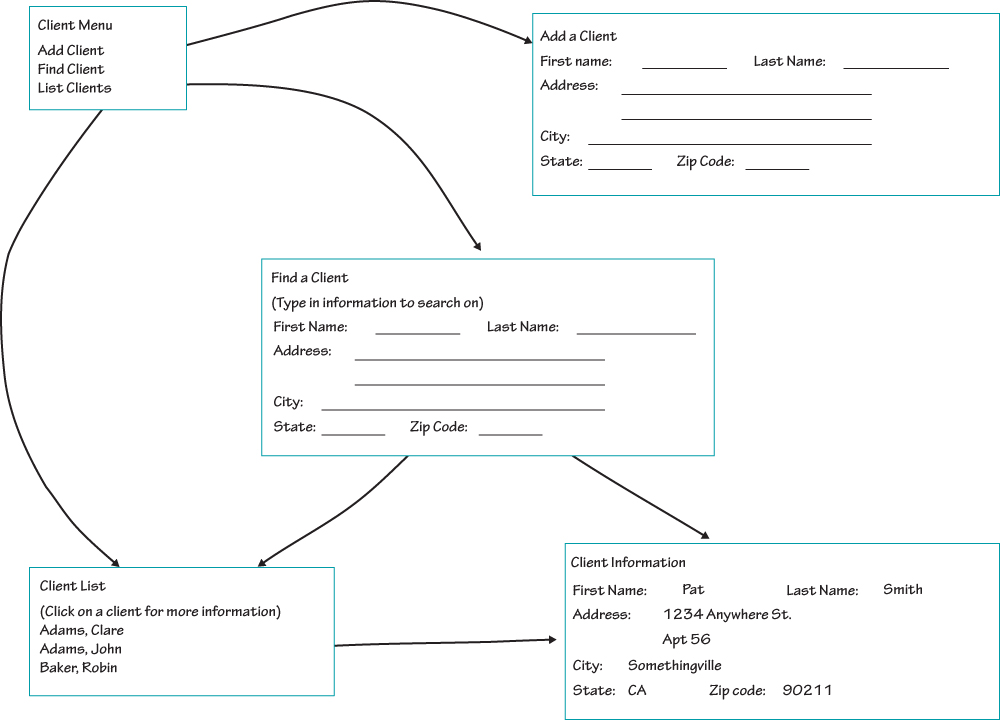 Client Menu
Add Client
Find Client
List Clients
Add a Client
First name: Last Name:
Address:
City:
State: Zip Code:
Find a Client
(Type in information to search on)
First Name: Last Name:
Address:
City:
State: Zip Code:
Client List
(Click on a client for more information)
Adams, Clare
Adams, John
Baker, Robin
Client Information
First Name: Pat Last Name: Smith
Address: 1234 Anywhere St.
Apt 56
City: Somethingville
State: CA Zip code: 90211